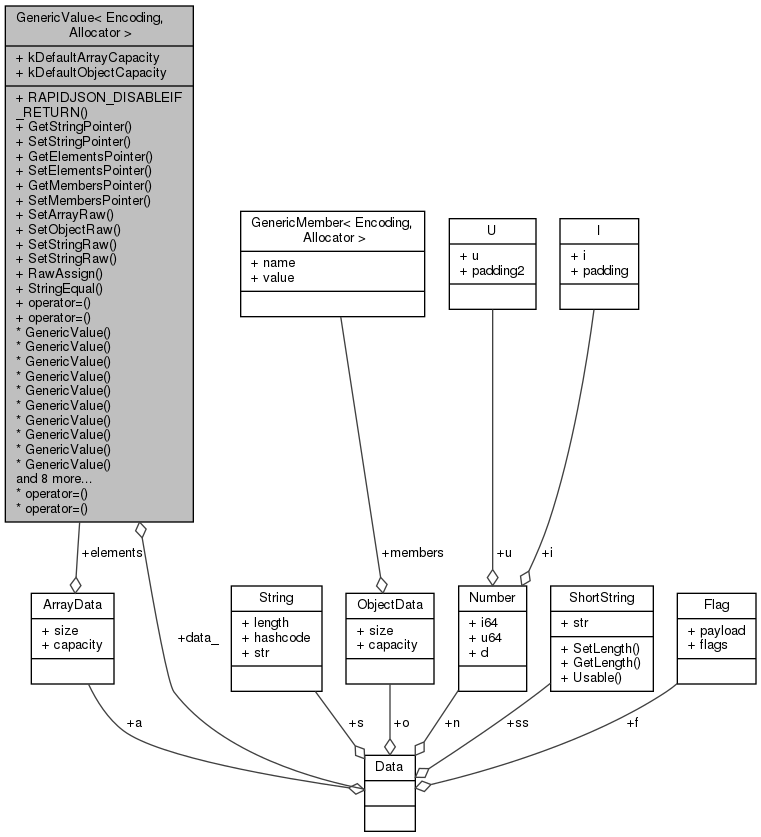 GenericValue< Encoding,
Allocator >
+ kDefaultArrayCapacity
+ kDefaultObjectCapacity
+ RAPIDJSON_DISABLEIF
_RETURN()
+ GetStringPointer()
+ SetStringPointer()
+ GetElementsPointer()
+ SetElementsPointer()
+ GetMembersPointer()
+ SetMembersPointer()
+ SetArrayRaw()
+ SetObjectRaw()
+ SetStringRaw()
+ SetStringRaw()
+ RawAssign()
+ StringEqual()
+ operator=()
+ operator=()
* GenericValue()
* GenericValue()
* GenericValue()
* GenericValue()
* GenericValue()
* GenericValue()
* GenericValue()
* GenericValue()
* GenericValue()
* GenericValue()
and 8 more...
* operator=()
* operator=()
GenericMember< Encoding,
Allocator >
+ name
+ value
U
+ u
+ padding2
I
+ i
+ padding
+elements
+members
+u
+i
+data_
ArrayData
+ size
+ capacity
String
+ length
+ hashcode
+ str
ObjectData
+ size
+ capacity
Number
+ i64
+ u64
+ d
ShortString
+ str
+ SetLength()
+ GetLength()
+ Usable()
Flag
+ payload
+ flags
+a
+s
+o
+n
+ss
+f
Data